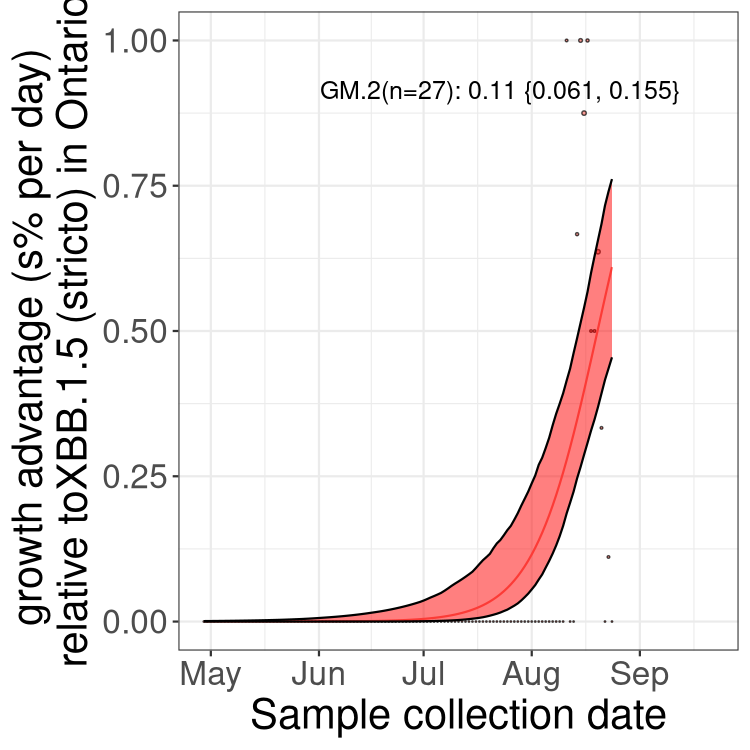 growth advantage (s% per day)
relative toXBB.1.5 (stricto) in Ontario
1.00
0.75
0.50
0.25
0.00
GM.2(n=27): 0.11 {0.061, 0.155}
May Jun Jul Aug Sep
Sample collection date